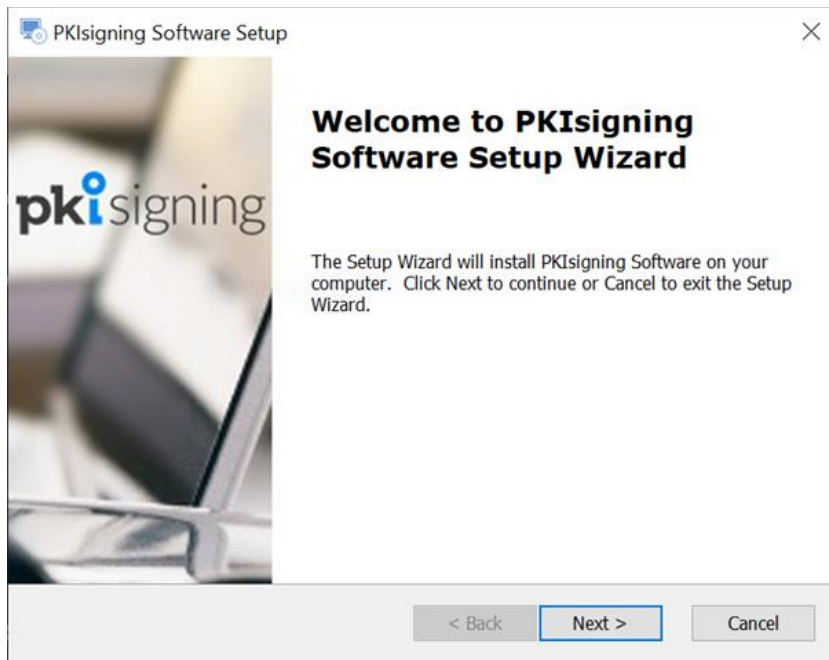 PKIsigning Software Setup
pkisigning
Welcome to PKIsigning
Software Setup Wizard
The Setup Wizard will install PKIsigning Software on your
computer. Click Next to continue or Cancel to exit the Setup
Wizard.
< Back
Next >
Cancel